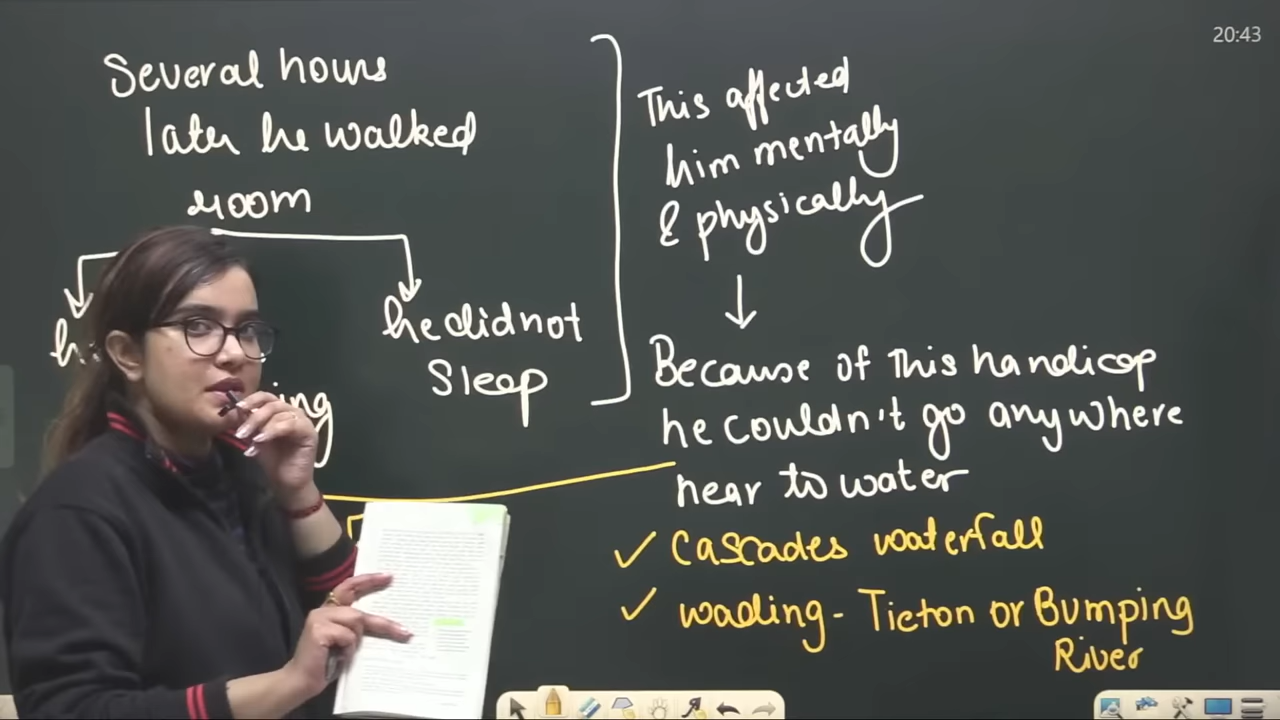 20:43
Several hours
later he walked
room
he did not
Sleep
ing
This affected
him mentally
& physically
Because of this handicap
he couldn't go anywhere
near to water
✓ Cascades waterfall
✓ wading - Tieton or Bumping
River